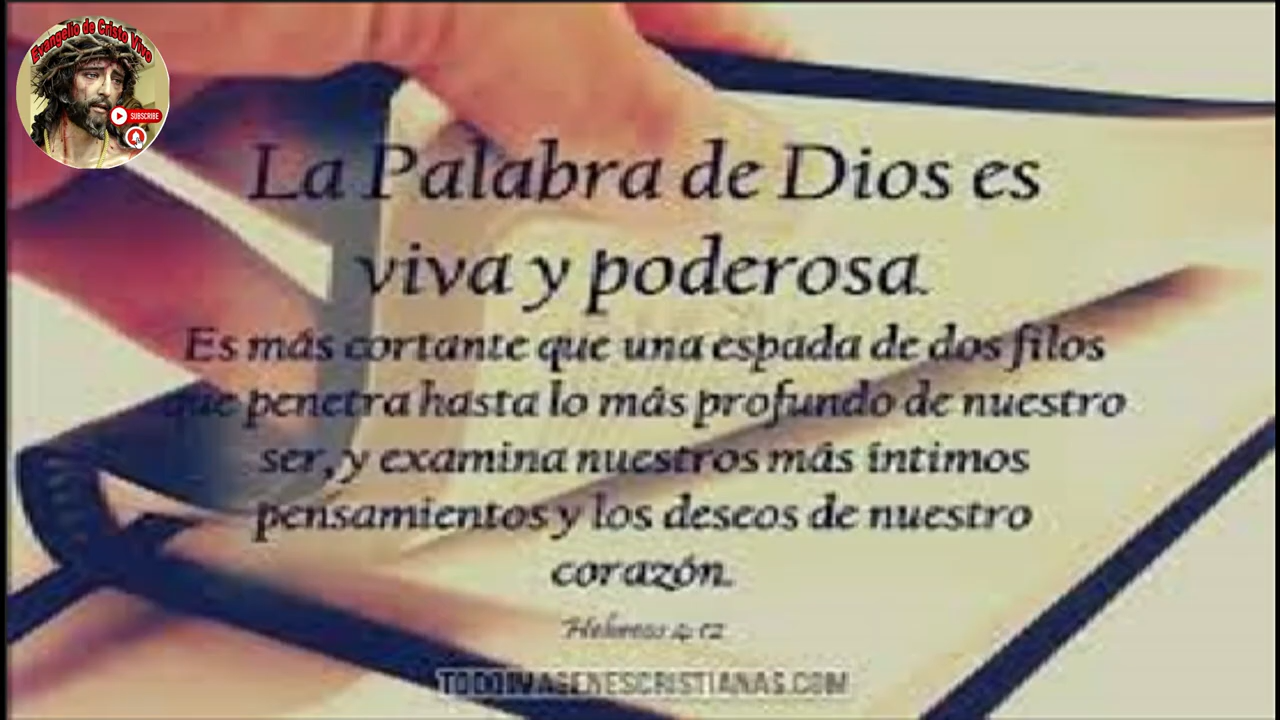 Evangelio de Cristo Vivo
SUBSCRIBE
La Palabra de Dios es
viva y poderosa.
Es más cortante que una espada de dos filos
que penetra hasta lo más profundo de nuestro
ser, y examina nuestros más íntimos
pensamientos y los deseos de nuestro
corazón.
Hebreos 4:12
TODOIMAGENESCRISTIANAS.COM